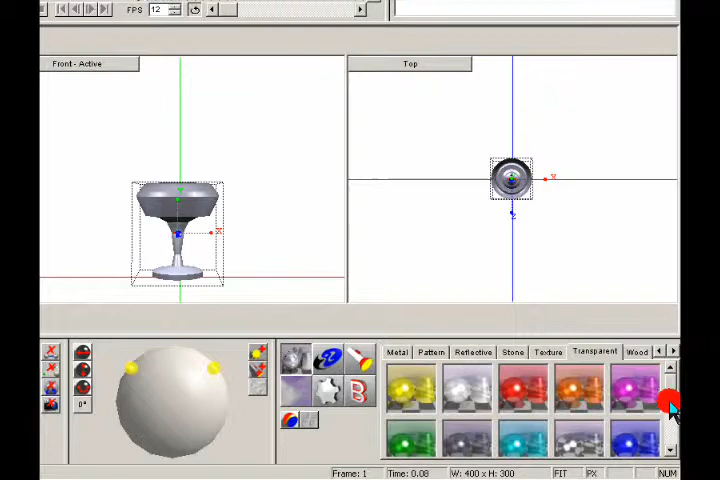 FPS 12
Front - Active
Top
X
X
Y
Z
Metal Pattern Reflective Stone Texture Transparent Wood
0°
B
Frame: 1 Time: 0.08 W: 400 x H: 300 FIT PX NUM